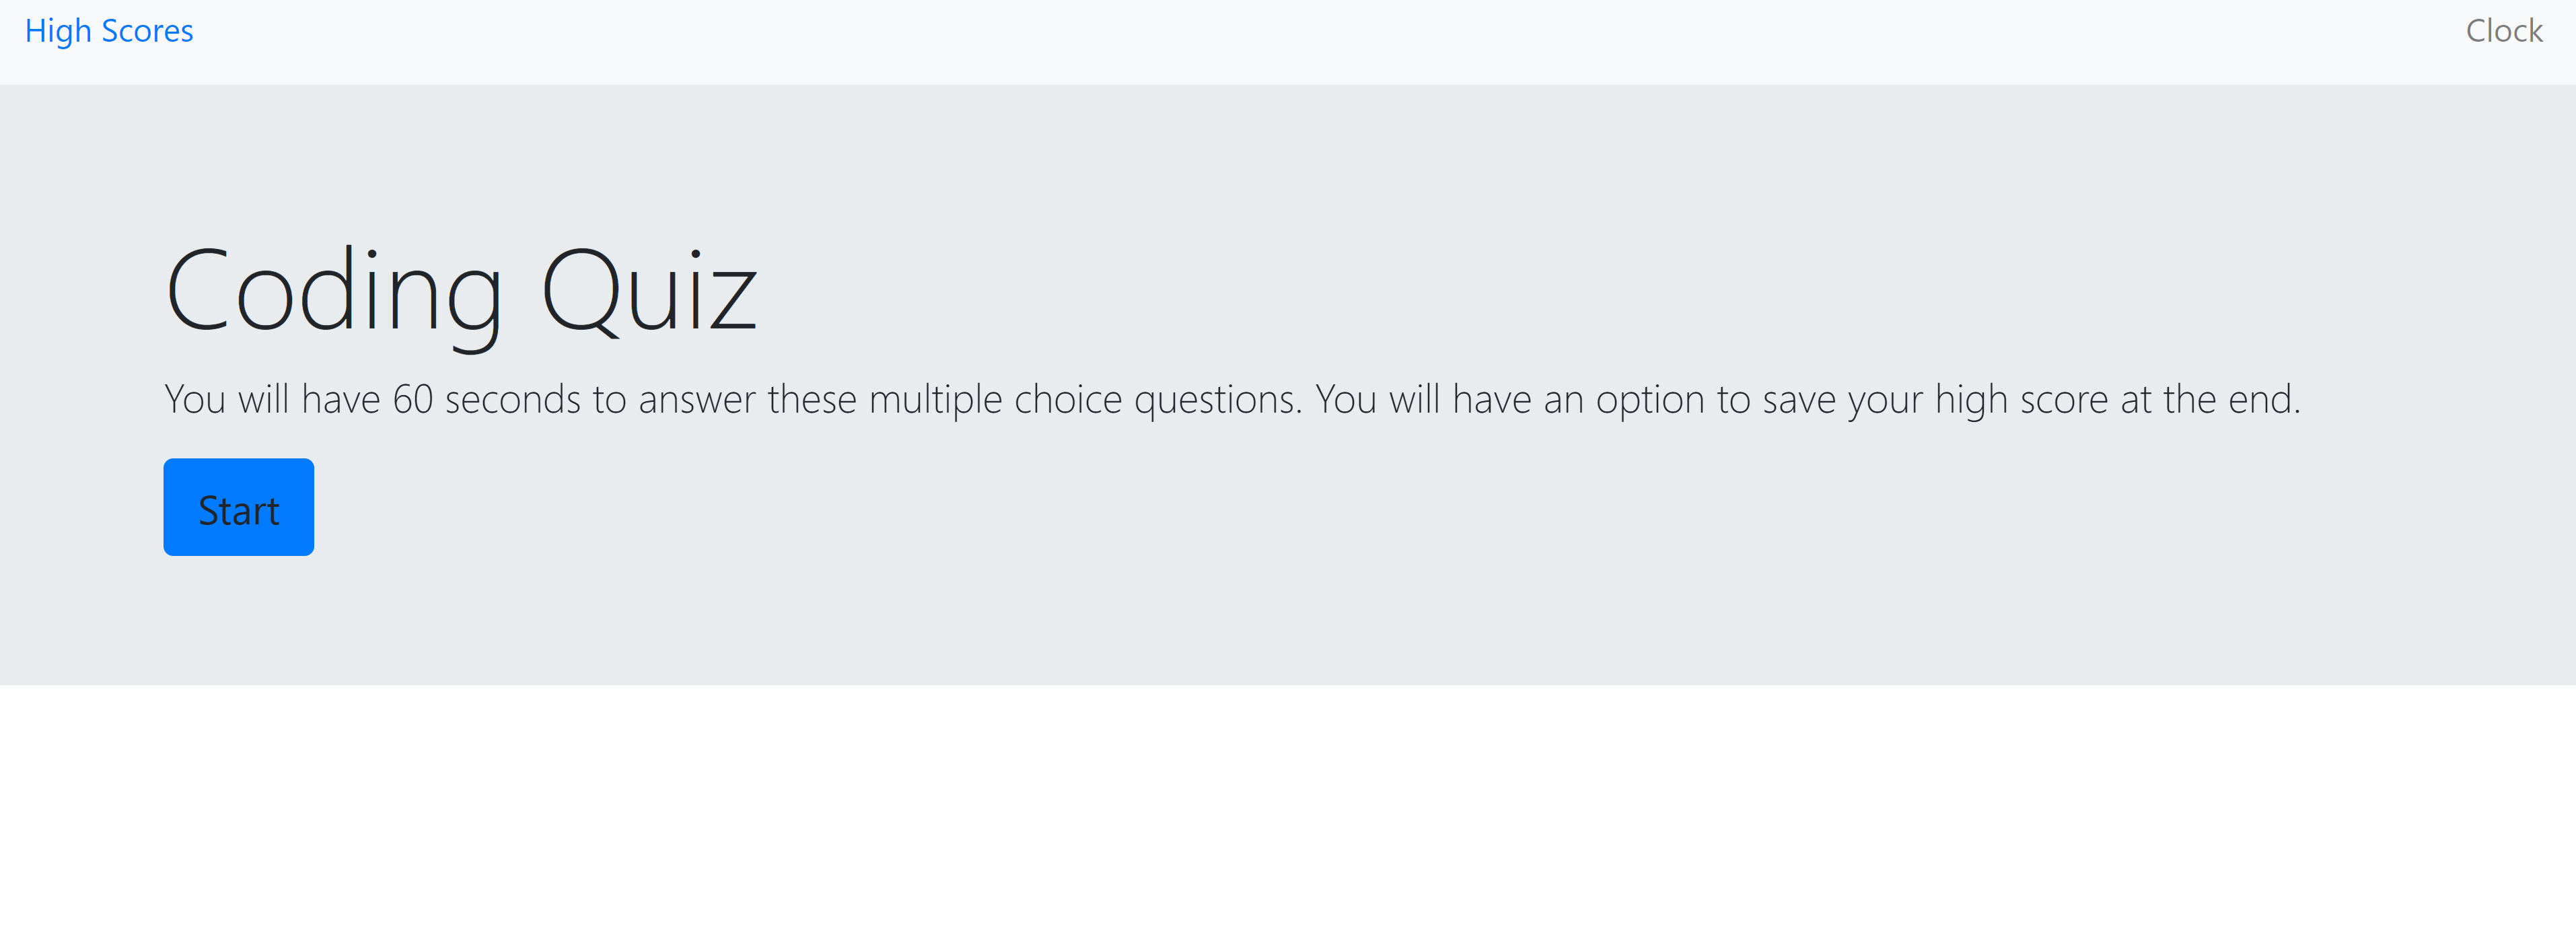 High Scores
Clock
Coding Quiz
You will have 60 seconds to answer these multiple choice questions. You will have an option to save your high score at the end.
Start